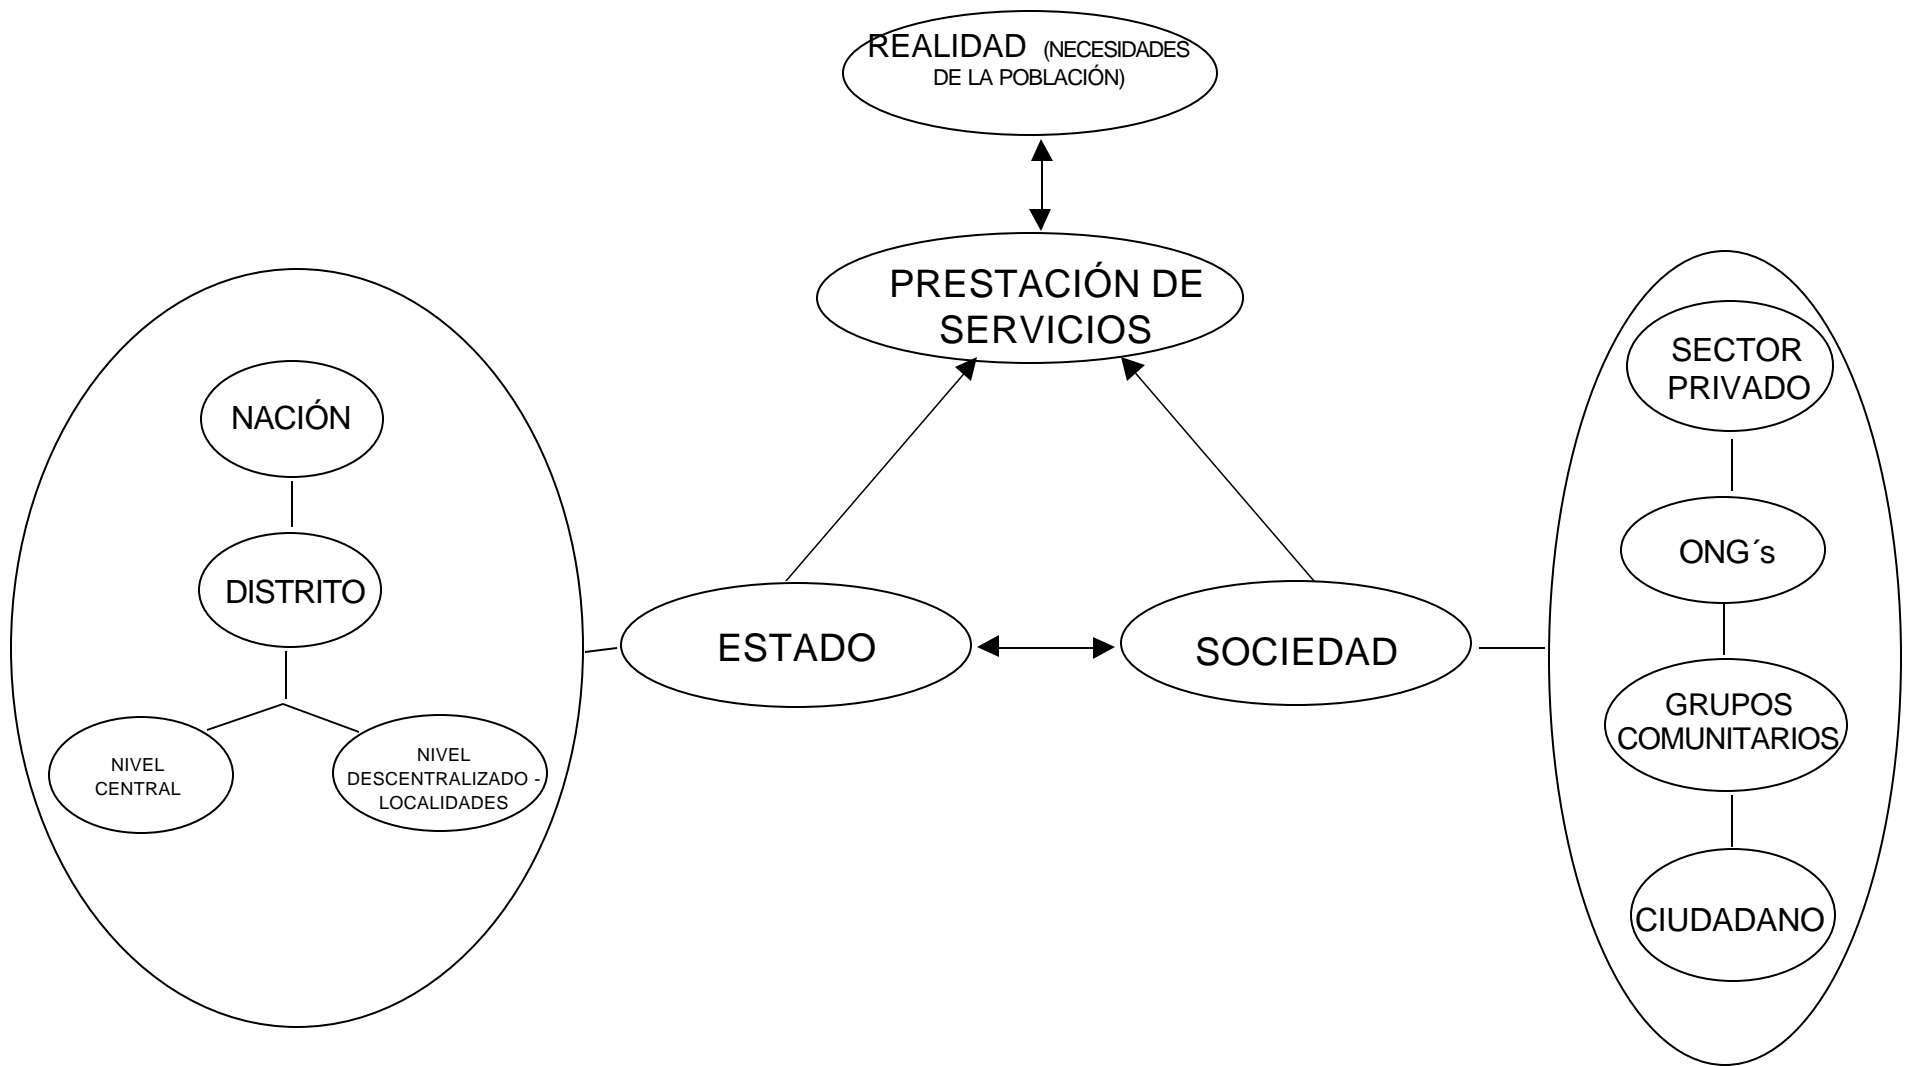 REALIDAD (NECESIDADES
DE LA POBLACIÓN)
PRESTACIÓN DE
SERVICIOS
NACIÓN
DISTRITO
NIVEL
CENTRAL
NIVEL
DESCENTRALIZADO -
LOCALIDADES
ESTADO
SOCIEDAD
SECTOR
PRIVADO
ONG´s
GRUPOS
COMUNITARIOS
CIUDADANO